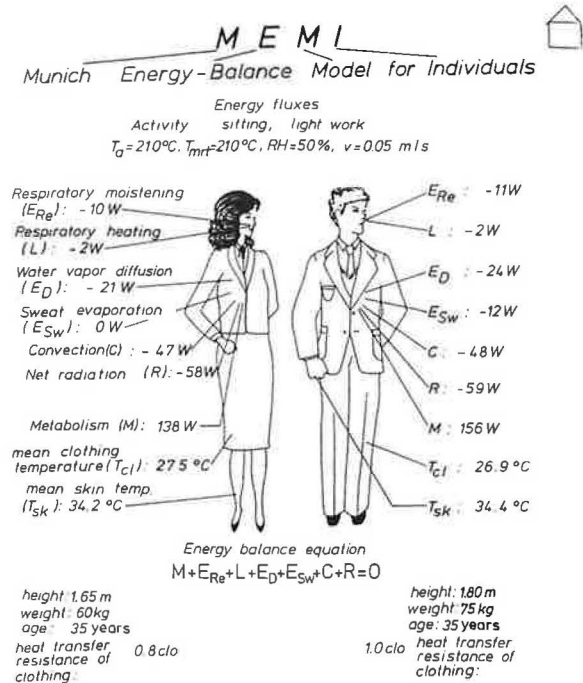 M E M I
Munich Energy-Balance Model for Individuals
Energy fluxes
Activity sitting, light work
Ta=210°C, Tmrt=210°C, RH=50%, v=0.05 m/s
Respiratory moistening
(ERe): -10 W
Respiratory heating
(L): -2W
Water vapor diffusion
(ED): -21 W
Sweat evaporation
(ESw): 0 W
Convection(C): -47 W
Net radiation (R): -58W
Metabolism (M): 138 W
mean clothing
temperature (Tcl): 27.5 °C
mean skin temp.
(Tsk): 34.2 °C
ERe : -11W
L : -2W
ED : -24 W
ESw : -12W
C : -48W
R : -59W
M : 156W
Tcl : 26.9 °C
Tsk : 34.4 °C
Energy balance equation
M+ERe+L+ED+ESw+C+R=0
height: 1.65 m
weight: 60kg
age: 35 years
heat transfer
resistance of
clothing:
0.8 clo
height: 1.80 m
weight: 75 kg
age: 35 years
1.0 clo
heat transfer
resistance of
clothing: